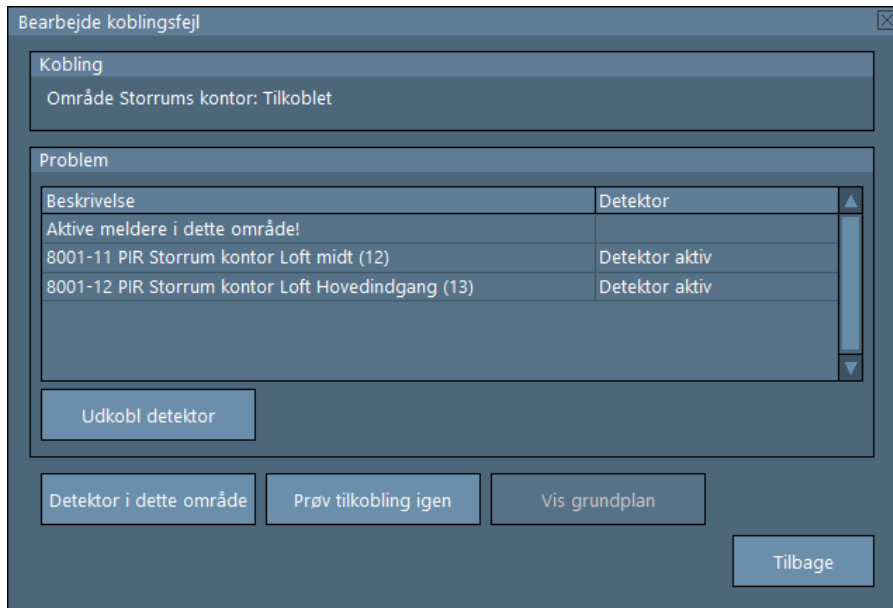 Bearbejde koblingsfejl
Kobling
Område Storrums kontor: Tilkoblet
Problem
Beskrivelse Detektor
Aktive meldere i dette område!
8001-11 PIR Storrum kontor Loft midt (12) Detektor aktiv
8001-12 PIR Storrum kontor Loft Hovedindgang (13) Detektor aktiv
Udkobl detektor
Detektor i dette område Prøv tilkobling igen Vis grundplan
Tilbage